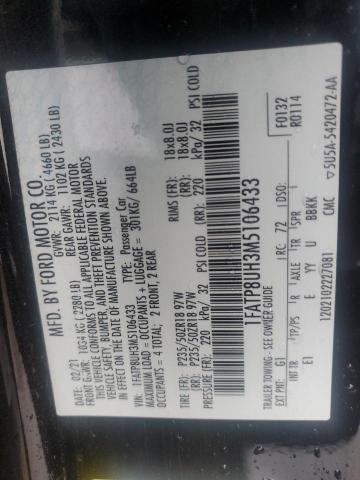 MFD. BY FORD MOTOR CO.
DATE: 02/21 GVWR: 2114 KG ( 4660 LB)
FRONT GAWR: 1034 KG ( 2280 LB) REAR GAWR: 1102 KG ( 2430 LB)
THIS VEHICLE CONFORMS TO ALL APPLICABLE FEDERAL MOTOR
VEHICLE SAFETY, BUMPER, AND THEFT PREVENTION STANDARDS
IN EFFECT ON THE DATE OF MANUFACTURE SHOWN ABOVE.
VIN: 1FATP8UH3M5106433 TYPE: Passenger Car
MAXIMUM LOAD = OCCUPANTS + LUGGAGE = 301KG/ 664LB
OCCUPANTS = 4 TOTAL; 2 FRONT, 2 REAR
TIRE (FR): P235/50ZR18 97W RIMS (FR): 18x8.0J
TIRE (RR): P235/50ZR18 97W RIMS (RR): 18x8.0J
PRESSURE (FR): 220 kPa/ 32 PSI COLD (RR): 220 kPa/ 32 PSI COLD
1FATP8UH3M5106433
TRAILER TOWING-SEE OWNER GUIDE
F0132
R0114
EXT PNT: G1 RC: 72 DSO:
INT TR TP/PS R AXLE TR SPR
E1 E YY U BBKK
12021022227081 CMC 5U5A-5420472-AA